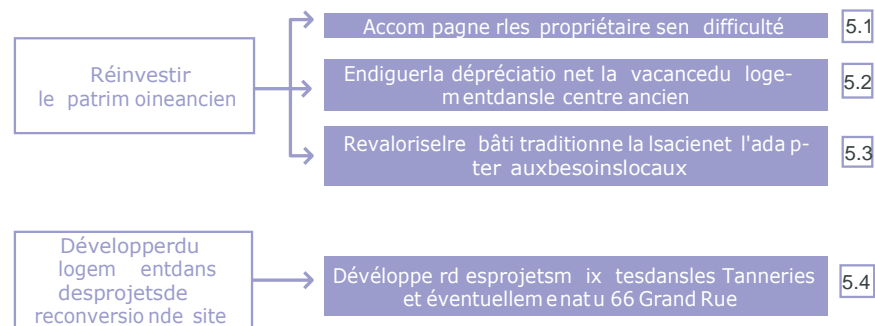 Réinvestir
le patrim oineancien
Accom pagne rles propriétaire sen difficulté
5.1
Endiguerla dépréciatio net la vacancedu loge-
m entdansle centre ancien
5.2
Revaloriselre bâti traditionne la lsacienet l'ada p-
ter auxbesoinslocaux
5.3
Développerdu
logem entdans
desprojetsde
reconversio nde site
Dévéloppe rd esprojetsm ix tesdansles Tanneries
et éventuellem e nat u 66 Grand Rue
5.4